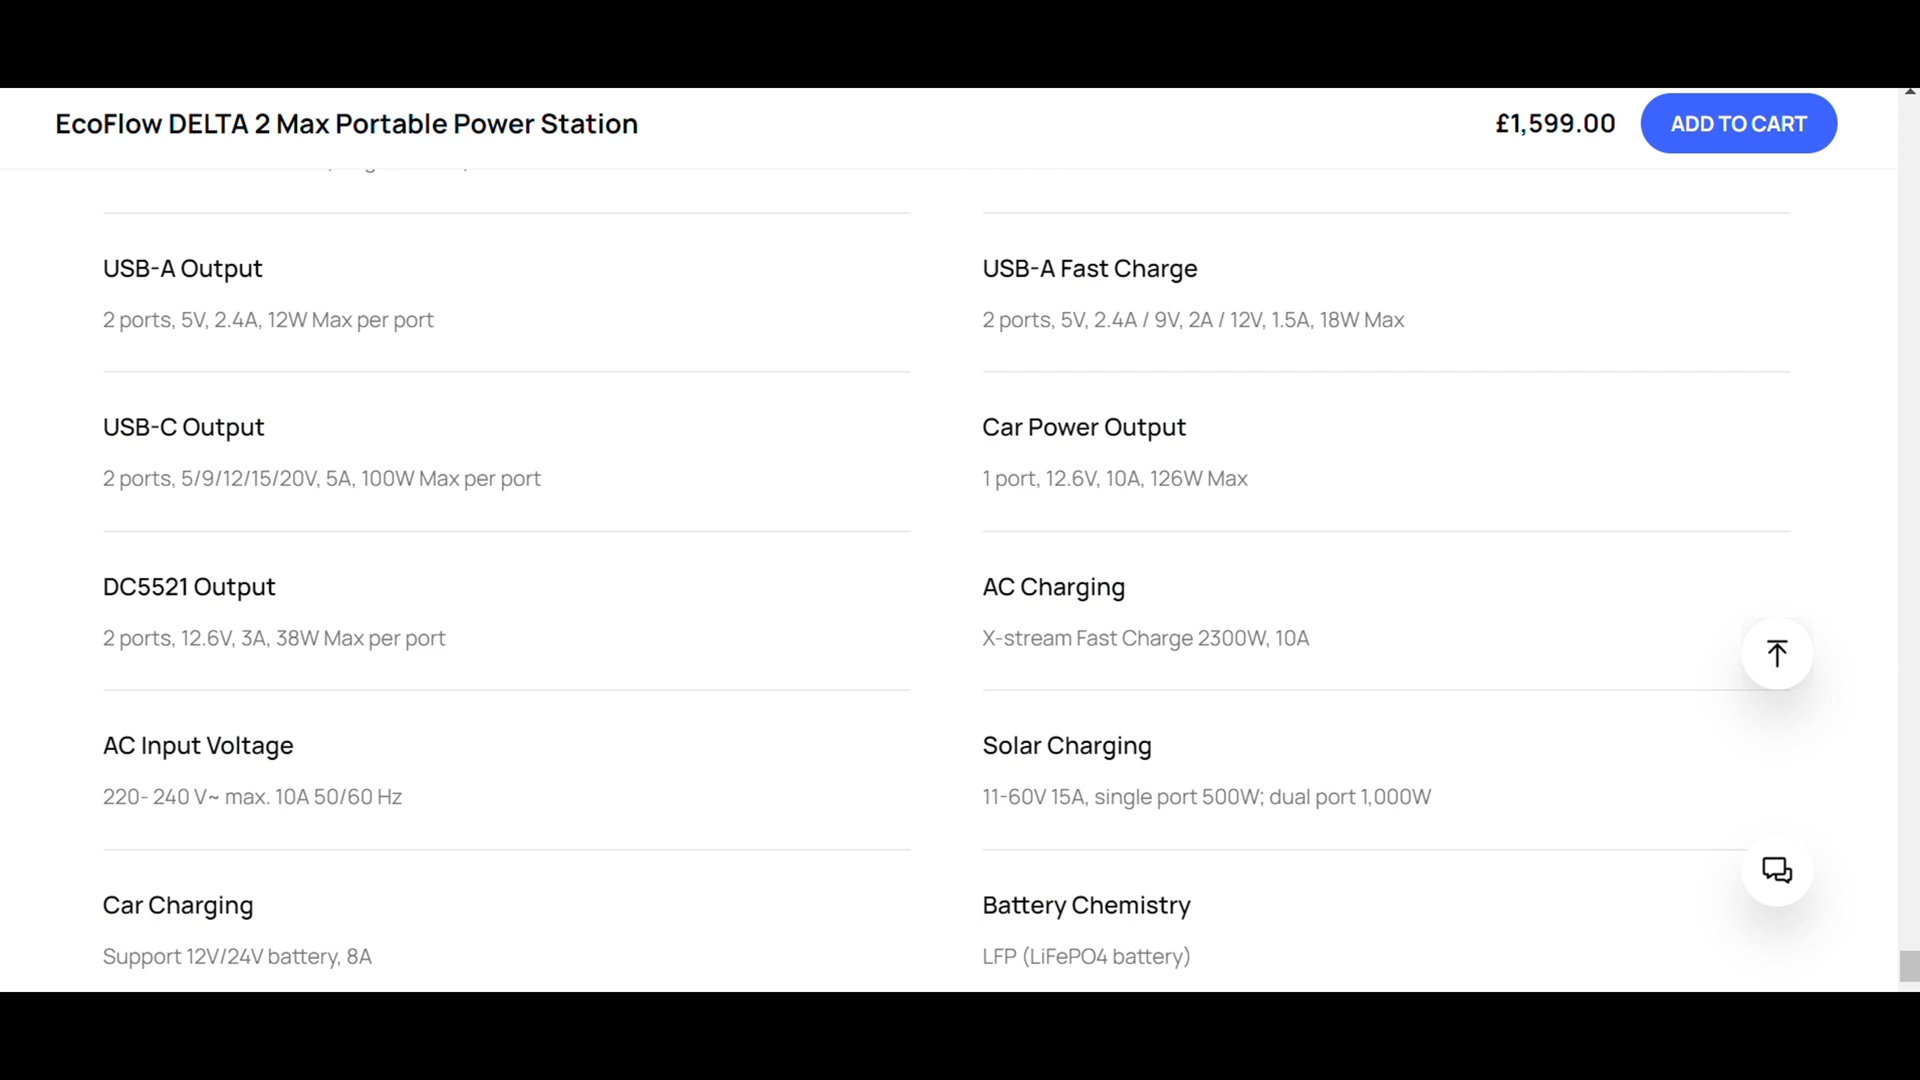 EcoFlow DELTA 2 Max Portable Power Station
£1,599.00
ADD TO CART
USB-A Output
2 ports, 5V, 2.4A, 12W Max per port
USB-A Fast Charge
2 ports, 5V, 2.4A / 9V, 2A / 12V, 1.5A, 18W Max
USB-C Output
2 ports, 5/9/12/15/20V, 5A, 100W Max per port
Car Power Output
1 port, 12.6V, 10A, 126W Max
DC5521 Output
2 ports, 12.6V, 3A, 38W Max per port
AC Charging
X-stream Fast Charge 2300W, 10A
AC Input Voltage
220- 240 V~ max. 10A 50/60 Hz
Solar Charging
11-60V 15A, single port 500W; dual port 1,000W
Car Charging
Support 12V/24V battery, 8A
Battery Chemistry
LFP (LiFePO4 battery)